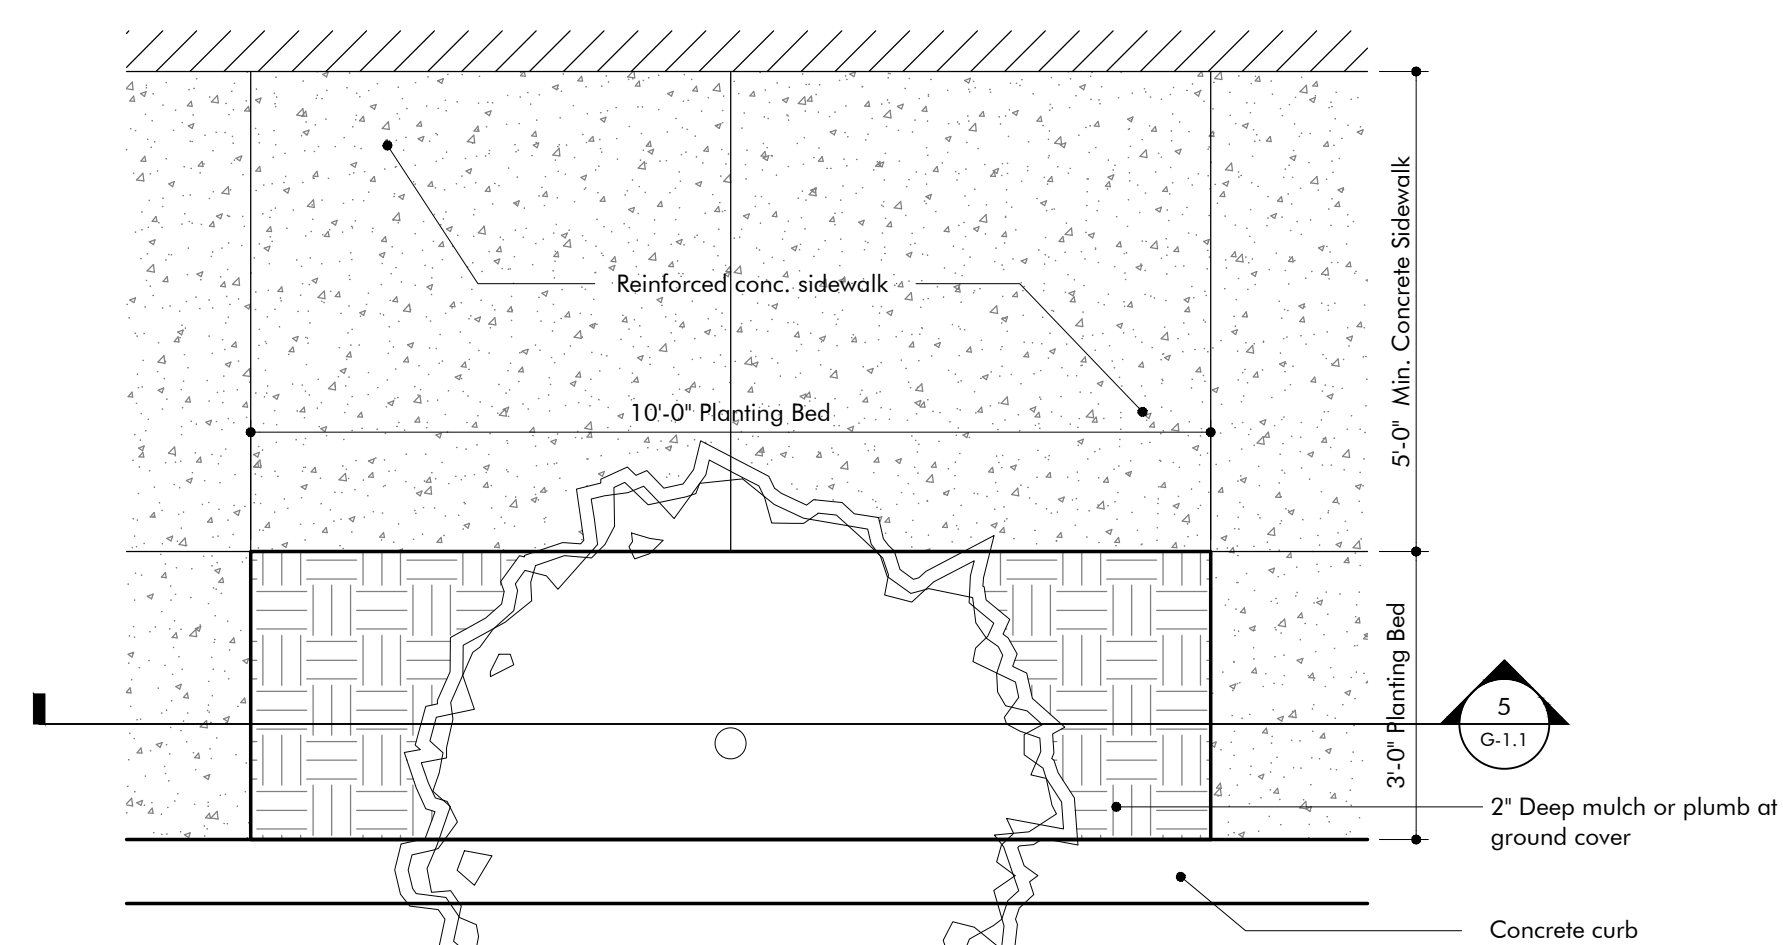 Reinforced conc. sidewalk
10'-0" Planting Bed
5'-0" Min. Concrete Sidewalk
3'-0" Planting Bed
5
G-1.1
2" Deep mulch or plumb at
ground cover
Concrete curb